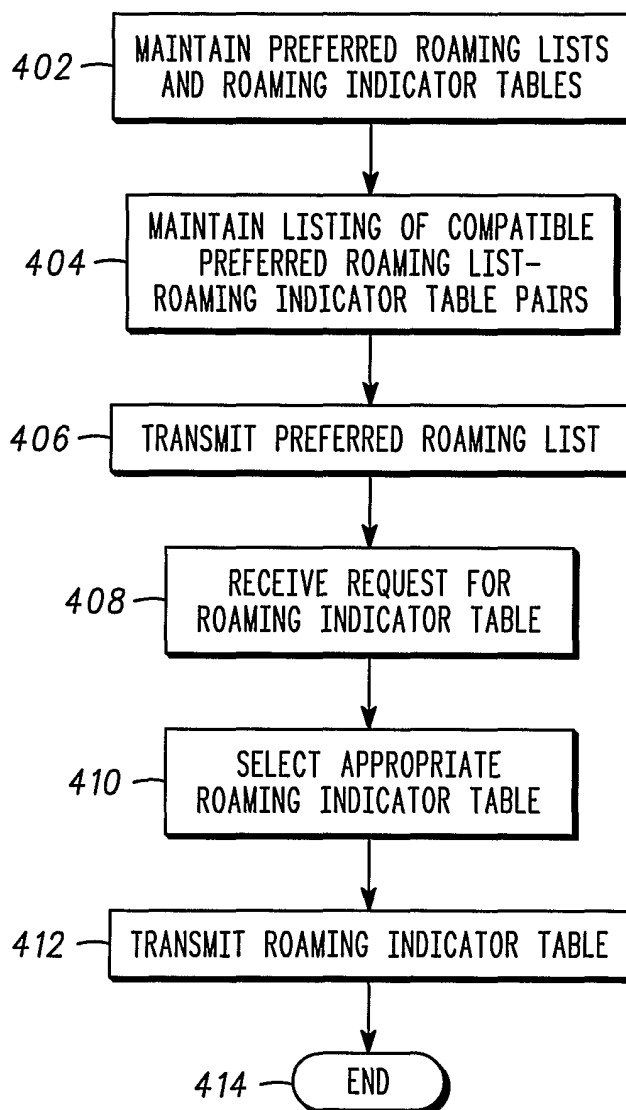 402
MAINTAIN PREFERRED ROAMING LISTS
AND ROAMING INDICATOR TABLES
404
MAINTAIN LISTING OF COMPATIBLE
PREFERRED ROAMING LIST-
ROAMING INDICATOR TABLE PAIRS
406
TRANSMIT PREFERRED ROAMING LIST
408
RECEIVE REQUEST FOR
ROAMING INDICATOR TABLE
410
SELECT APPROPRIATE
ROAMING INDICATOR TABLE
412
TRANSMIT ROAMING INDICATOR TABLE
414
END